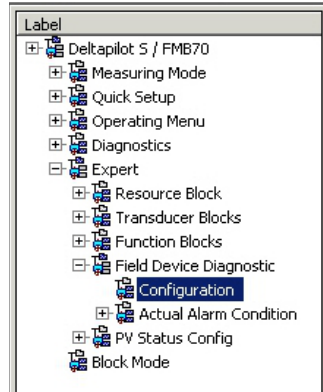 Label
Deltapilot S / FMB70
Measuring Mode
Quick Setup
Operating Menu
Diagnostics
Expert
Resource Block
Transducer Blocks
Function Blocks
Field Device Diagnostic
Configuration
Actual Alarm Condition
PV Status Config
Block Mode